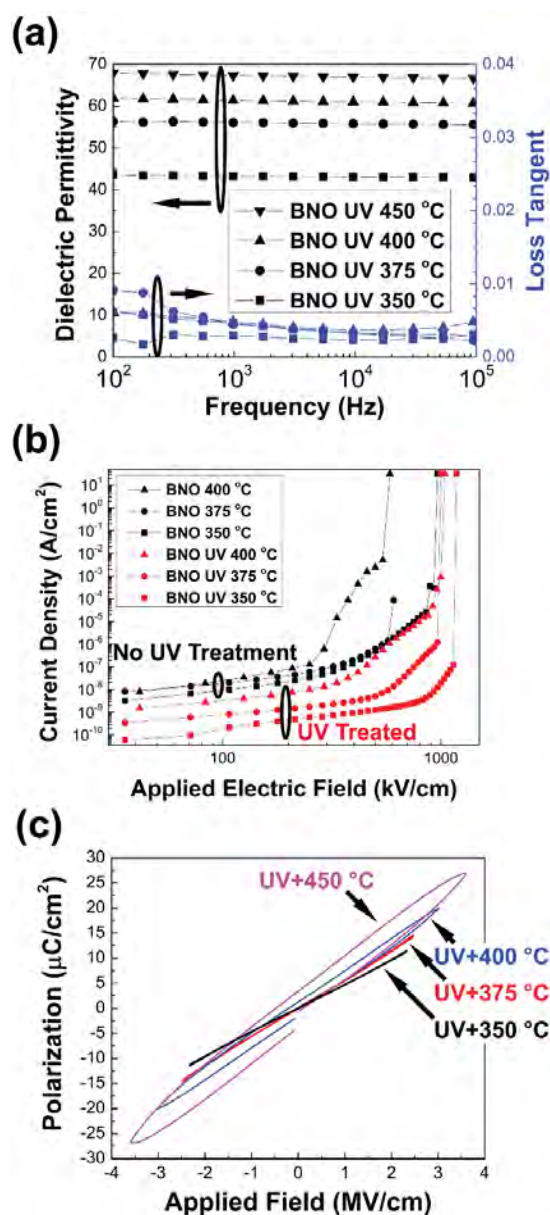 (a)
70
60
50
40
30
20
10
0
Dielectric Permittivity
0.04
0.03
0.02
0.01
0.00
Loss Tangent
BNO UV 450 °C
BNO UV 400 °C
BNO UV 375 °C
BNO UV 350 °C
10² 10³ 10⁴ 10⁵
Frequency (Hz)
(b)
10¹
10⁰
10⁻¹
10⁻²
10⁻³
10⁻⁴
10⁻⁵
10⁻⁶
10⁻⁷
10⁻⁸
10⁻⁹
10⁻¹⁰
Current Density (A/cm²)
BNO 400 °C
BNO 375 °C
BNO 350 °C
BNO UV 400 °C
BNO UV 375 °C
BNO UV 350 °C
No UV Treatment
UV Treated
100 1000
Applied Electric Field (kV/cm)
(c)
30
25
20
15
10
5
0
-5
-10
-15
-20
-25
-30
Polarization (μC/cm²)
UV+450 °C
UV+400 °C
UV+375 °C
UV+350 °C
-4 -3 -2 -1 0 1 2 3 4
Applied Field (MV/cm)